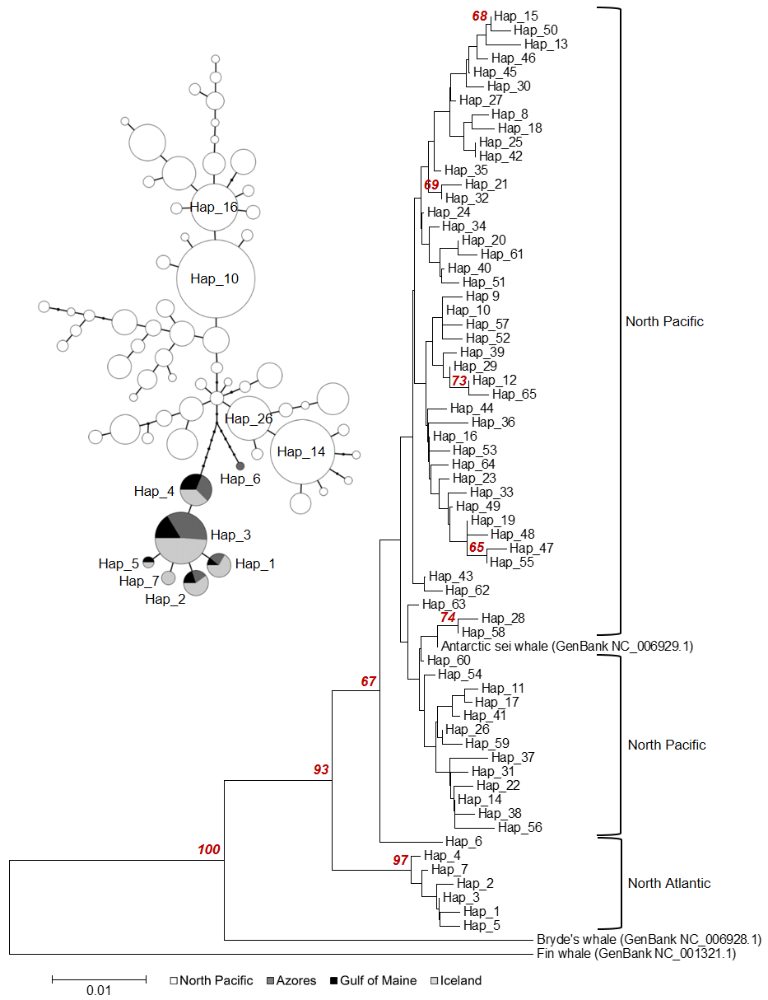 68
Hap_15
Hap_50
Hap_13
Hap_46
Hap_45
Hap_30
Hap_27
Hap_8
Hap_18
Hap_25
Hap_42
Hap_35
69
Hap_21
Hap_32
Hap_24
Hap_34
Hap_20
Hap_61
Hap_40
Hap_51
Hap 9
Hap_10
Hap_57
Hap_52
Hap_39
Hap_29
73
Hap_12
Hap_65
Hap_44
Hap_36
Hap_16
Hap_53
Hap_64
Hap_23
Hap_33
Hap_49
Hap_19
Hap_48
65
Hap_47
Hap_55
Hap_43
Hap_62
Hap_63
74
Hap_28
Hap_58
North Pacific
Antarctic sei whale (GenBank NC_006929.1)
Hap_60
Hap_54
67
Hap_11
Hap_17
Hap_41
Hap_26
Hap_59
Hap_37
Hap_31
Hap_22
Hap_14
Hap_38
Hap_56
North Pacific
93
100
Hap_6
97
Hap_4
Hap_7
Hap_2
Hap_3
Hap_1
Hap_5
North Atlantic
Bryde's whale (GenBank NC_006928.1)
Fin whale (GenBank NC_001321.1)
Hap_16
Hap_10
Hap_26
Hap_14
Hap_6
Hap_4
Hap_3
Hap_5
Hap_1
Hap_7
Hap_2
0.01
North Pacific Azores Gulf of Maine Iceland